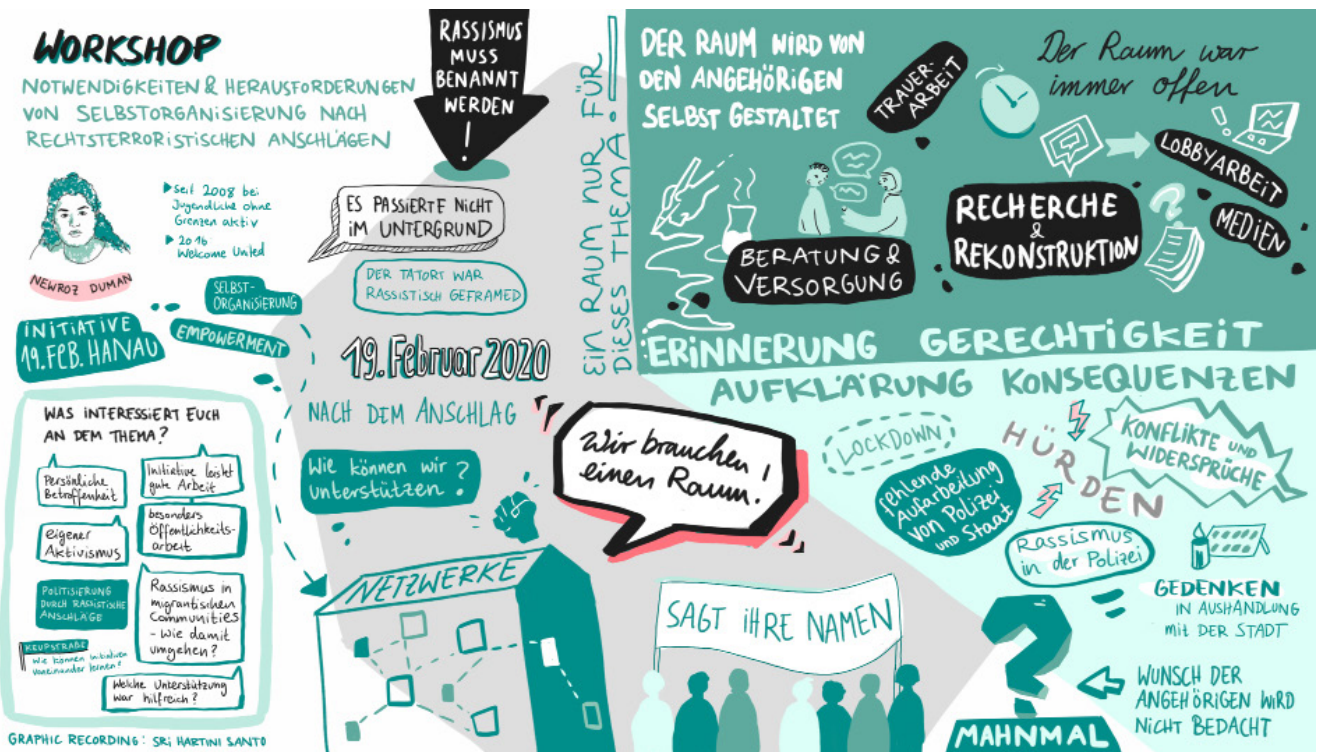 WORKSHOP
NOTWENDIGKEITEN & HERAUSFORDERUNGEN
VON SELBSTORGANISIERUNG NACH
RECHTSTERRORISTISCHEN ANSCHLÄGEN
Seit 2008 bei
Jugendliche ohne
Grenzen aktiv
2016
Welcome United
NEWROZ DUMAN
SELBST-
ORGANISIERUNG
EMPOWERMENT
INITIATIVE
19. FEB. HANAU
WAS INTERESSIERT EUCH
AN DEM THEMA?
Persönliche
Betroffenheit
Initiative leistet
gute Arbeit
besonders
Öffentlichkeits-
arbeit
eigener
Aktivismus
POLITISIERUNG
DURCH RASSISTISCHE
ANSCHLÄGE
Rassismus in
migrantischen
Communities
- wie damit
umgehen?
KEUPSTRAßE
Wie können Initiativen
voneinander lernen?
Welche Unterstützung
war hilfreich?
GRAPHIC RECORDING: SRI HARTINI SANTO
RASSISMUS
MUSS
BENANNT
WERDEN
!
ES PASSIERTE NICHT
IM UNTERGRUND
DER TATORT WAR
RASSISTISCH GEFRAMED
19. Februar 2020
NACH DEM ANSCHLAG
Wie können wir
unterstützen?
NETZWERKE
EIN RAUM NUR FÜR
DIESES THEMA!
Wir brauchen
einen Raum!
SAGT IHRE NAMEN
DER RAUM WIRD VON
DEN ANGEHÖRIGEN
SELBST GESTALTET
TRAUER-
ARBEIT
Der Raum war
immer offen
BERATUNG &
VERSORGUNG
RECHERCHE
&
REKONSTRUKTION
LOBBYARBEIT
MEDIEN
ERINNERUNG GERECHTIGKEIT
AUFKLÄRUNG KONSEQUENZEN
LOCKDOWN
HÜRDEN
KONFLIKTE UND
WIDERSPRÜCHE
fehlende
Aufarbeitung
von Polizei
und Staat
Rassismus
in der Polizei
GEDENKEN
IN AUSHANDLUNG
MIT DER STADT
?
MAHNMAL
WUNSCH DER
ANGEHÖRIGEN WIRD
NICHT BEDACHT